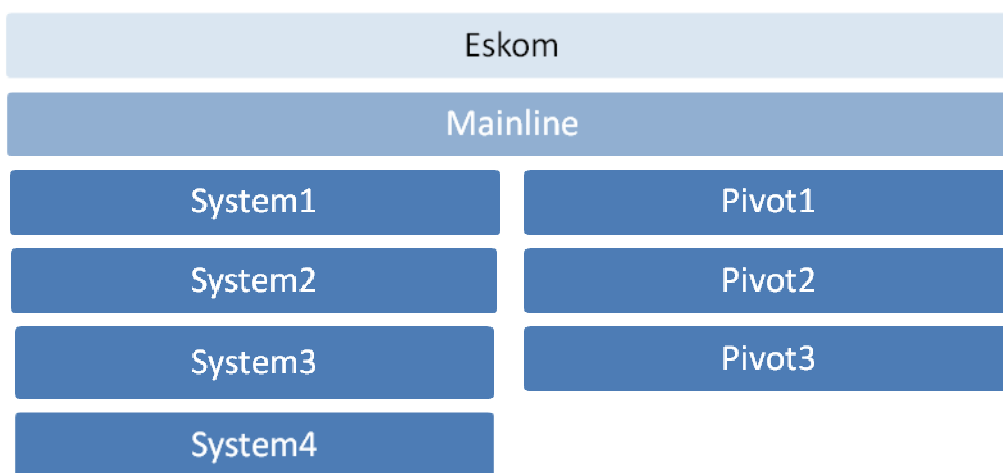 Eskom
Mainline
System1
Pivot1
System2
Pivot2
System3
Pivot3
System4